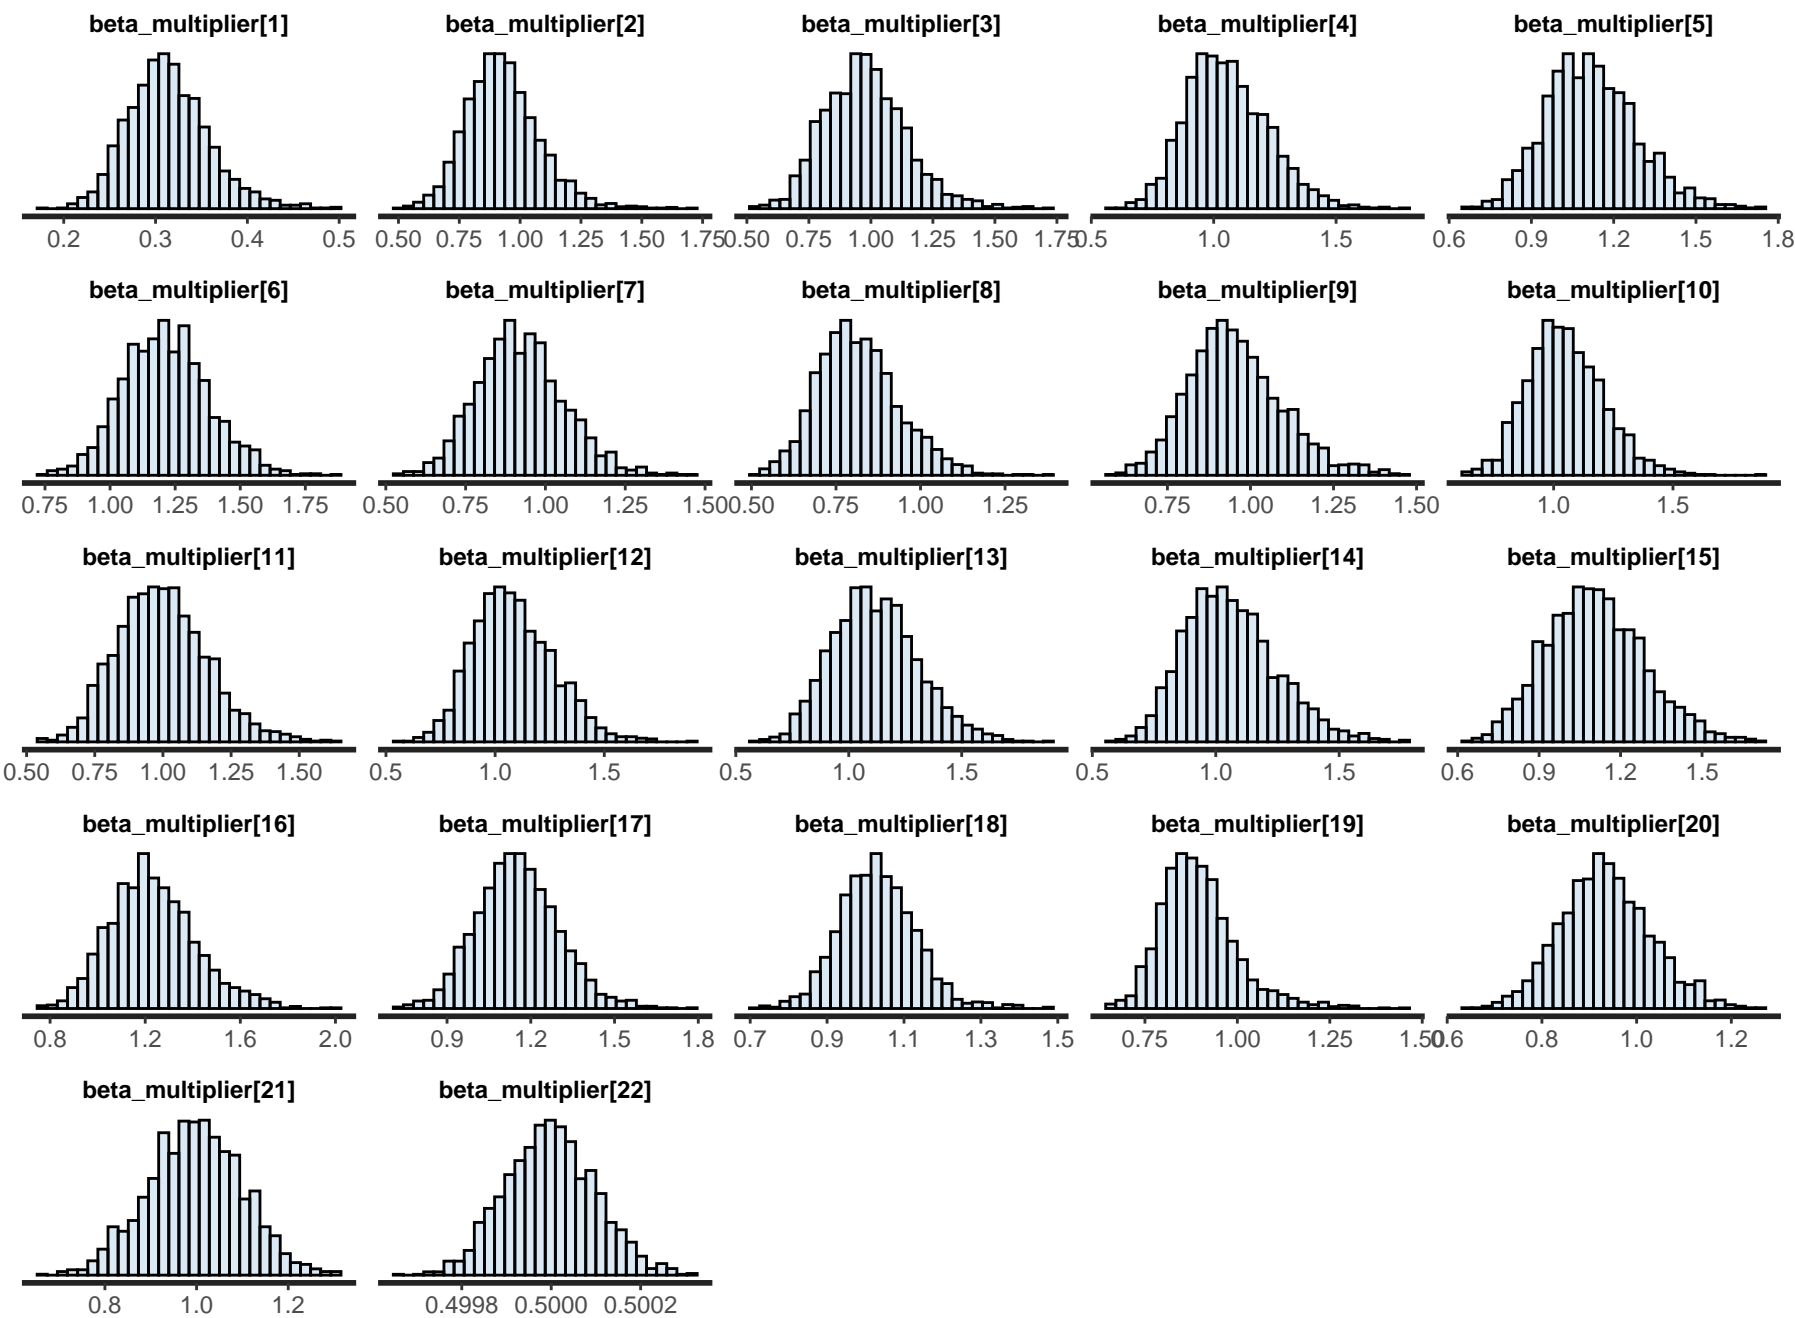 beta_multiplier[1] beta_multiplier[2] beta_multiplier[3] beta_multiplier[4] beta_multiplier[5]
0.2 0.3 0.4 0.5 0.50 0.75 1.00 1.25 1.50 1.75 0.50 0.75 1.00 1.25 1.50 1.75 0.5 1.0 1.5 0.6 0.9 1.2 1.5 1.8
beta_multiplier[6] beta_multiplier[7] beta_multiplier[8] beta_multiplier[9] beta_multiplier[10]
0.75 1.00 1.25 1.50 1.75 0.50 0.75 1.00 1.25 1.50 0.50 0.75 1.00 1.25 0.75 1.00 1.25 1.50 1.0 1.5
beta_multiplier[11] beta_multiplier[12] beta_multiplier[13] beta_multiplier[14] beta_multiplier[15]
0.50 0.75 1.00 1.25 1.50 0.5 1.0 1.5 0.5 1.0 1.5 0.5 1.0 1.5 0.6 0.9 1.2 1.5
beta_multiplier[16] beta_multiplier[17] beta_multiplier[18] beta_multiplier[19] beta_multiplier[20]
0.8 1.2 1.6 2.0 0.9 1.2 1.5 1.8 0.7 0.9 1.1 1.3 1.5 0.75 1.00 1.25 1.50 0.6 0.8 1.0 1.2
beta_multiplier[21] beta_multiplier[22]
0.8 1.0 1.2 0.4998 0.5000 0.5002